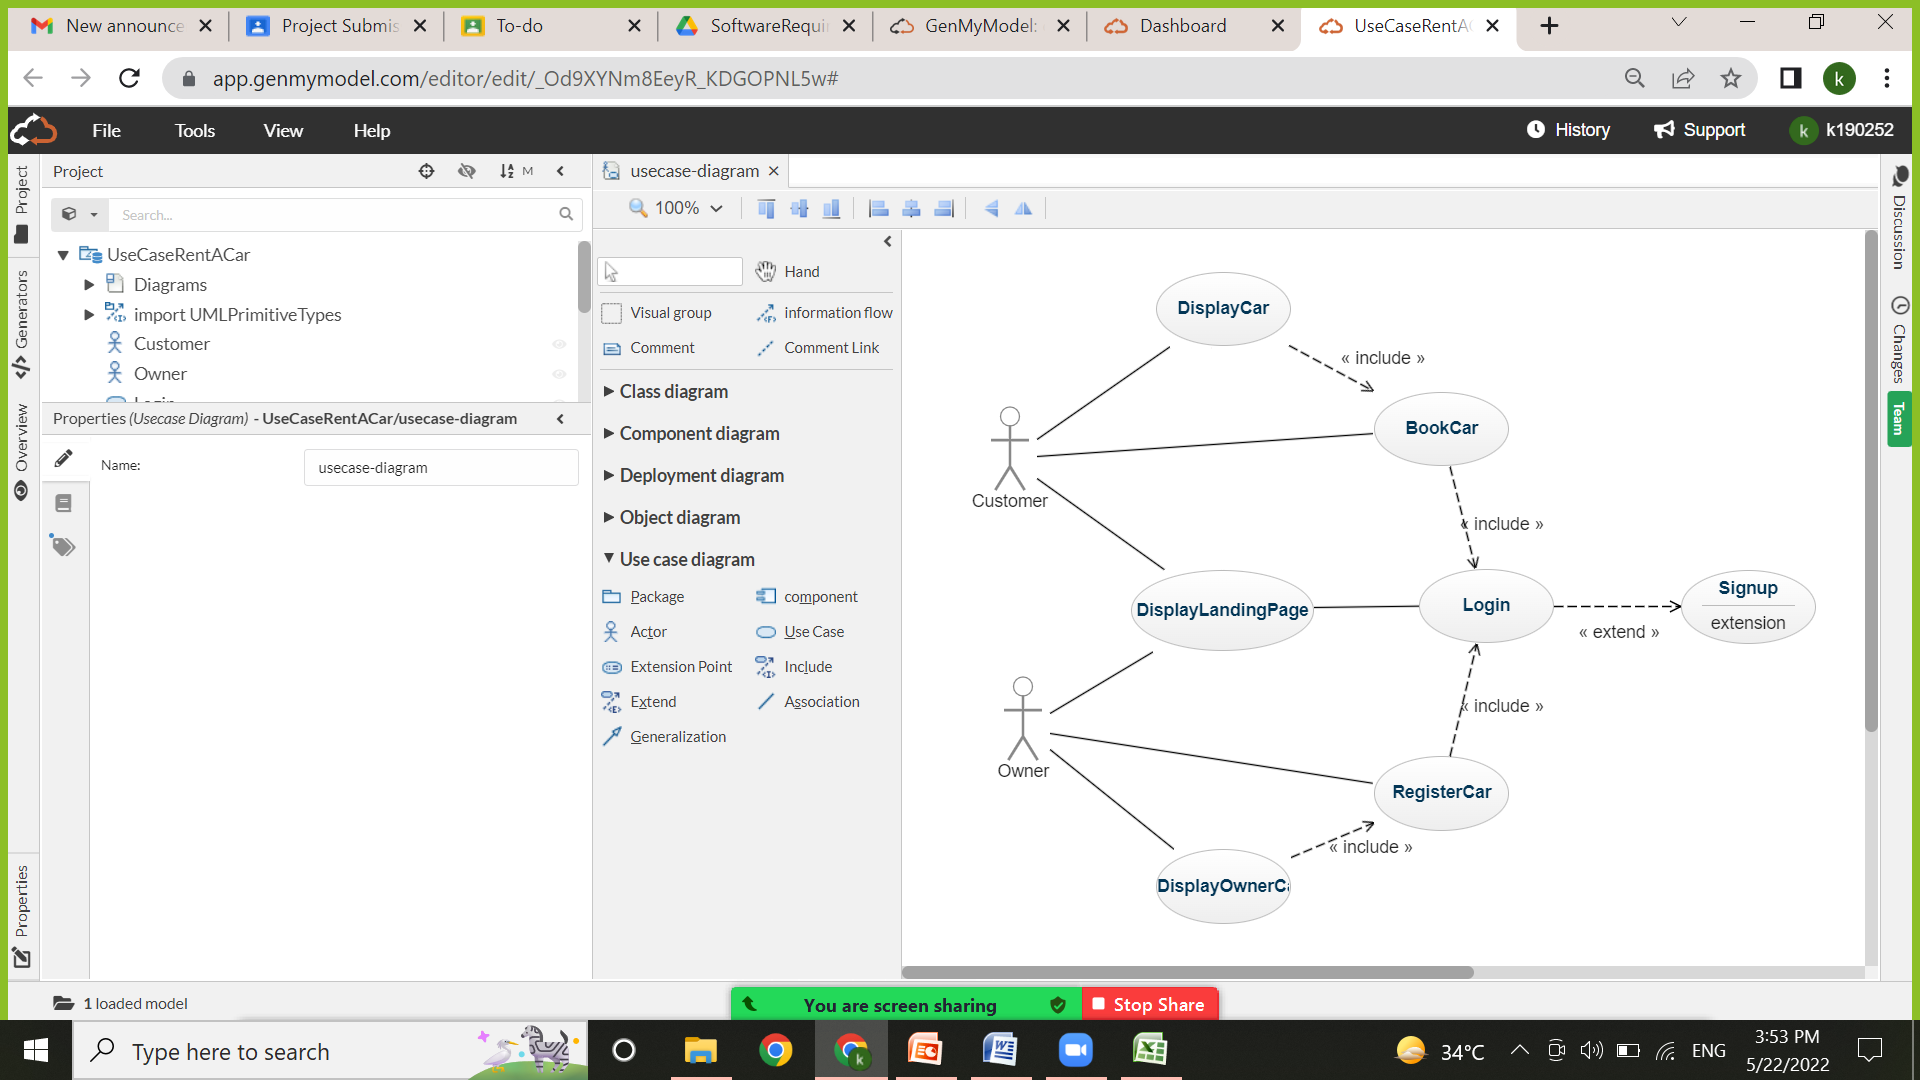 New announce
Project Submis
To-do
SoftwareRequi
GenMyModel:
Dashboard
UseCaseRentAC
app.genmymodel.com/editor/edit/_Od9XYNm8EeyR_KDGOPNL5w#
k
File Tools View Help
History
Support
k k190252
Project
M
usecase-diagram
Search...
100%
UseCaseRentACar
Diagrams
import UMLPrimitiveTypes
Customer
Owner
Login
Properties (Usecase Diagram) - UseCaseRentACar/usecase-diagram
Name:
usecase-diagram
Project
Generators
Overview
Properties
Hand
Visual group
information flow
Comment
Comment Link
Class diagram
Component diagram
Deployment diagram
Object diagram
Use case diagram
Package
component
Actor
Use Case
Extension Point
Include
Extend
Association
Generalization
DisplayCar
« include »
BookCar
Customer
« include »
DisplayLandingPage
Login
Signup
extension
« extend »
« include »
Owner
RegisterCar
« include »
DisplayOwnerCa
Discussion
Changes
Team
1 loaded model
You are screen sharing
Stop Share
Type here to search
k
34°C
ENG
3:53 PM
5/22/2022